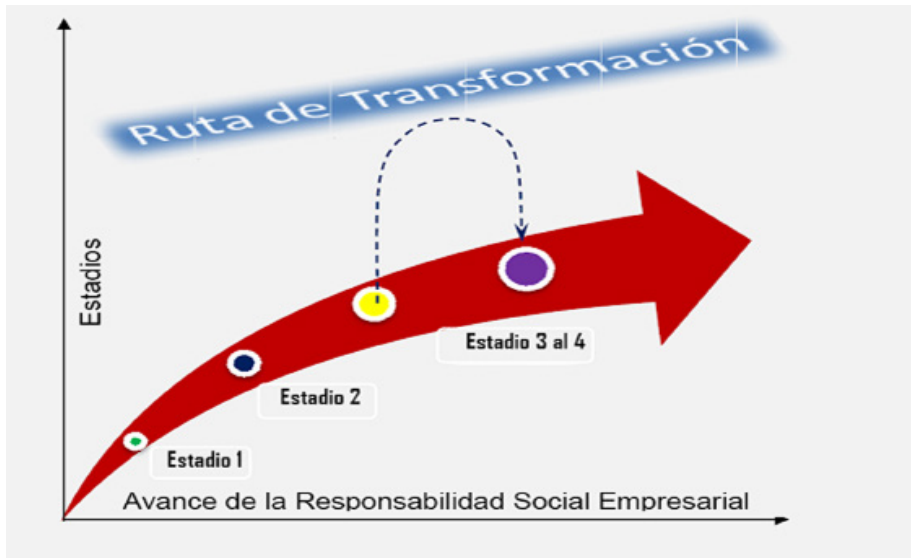 Ruta de Transformación
Estadios
Estadio 3 al 4
Estadio 2
Estadio 1
Avance de la Responsabilidad Social Empresarial